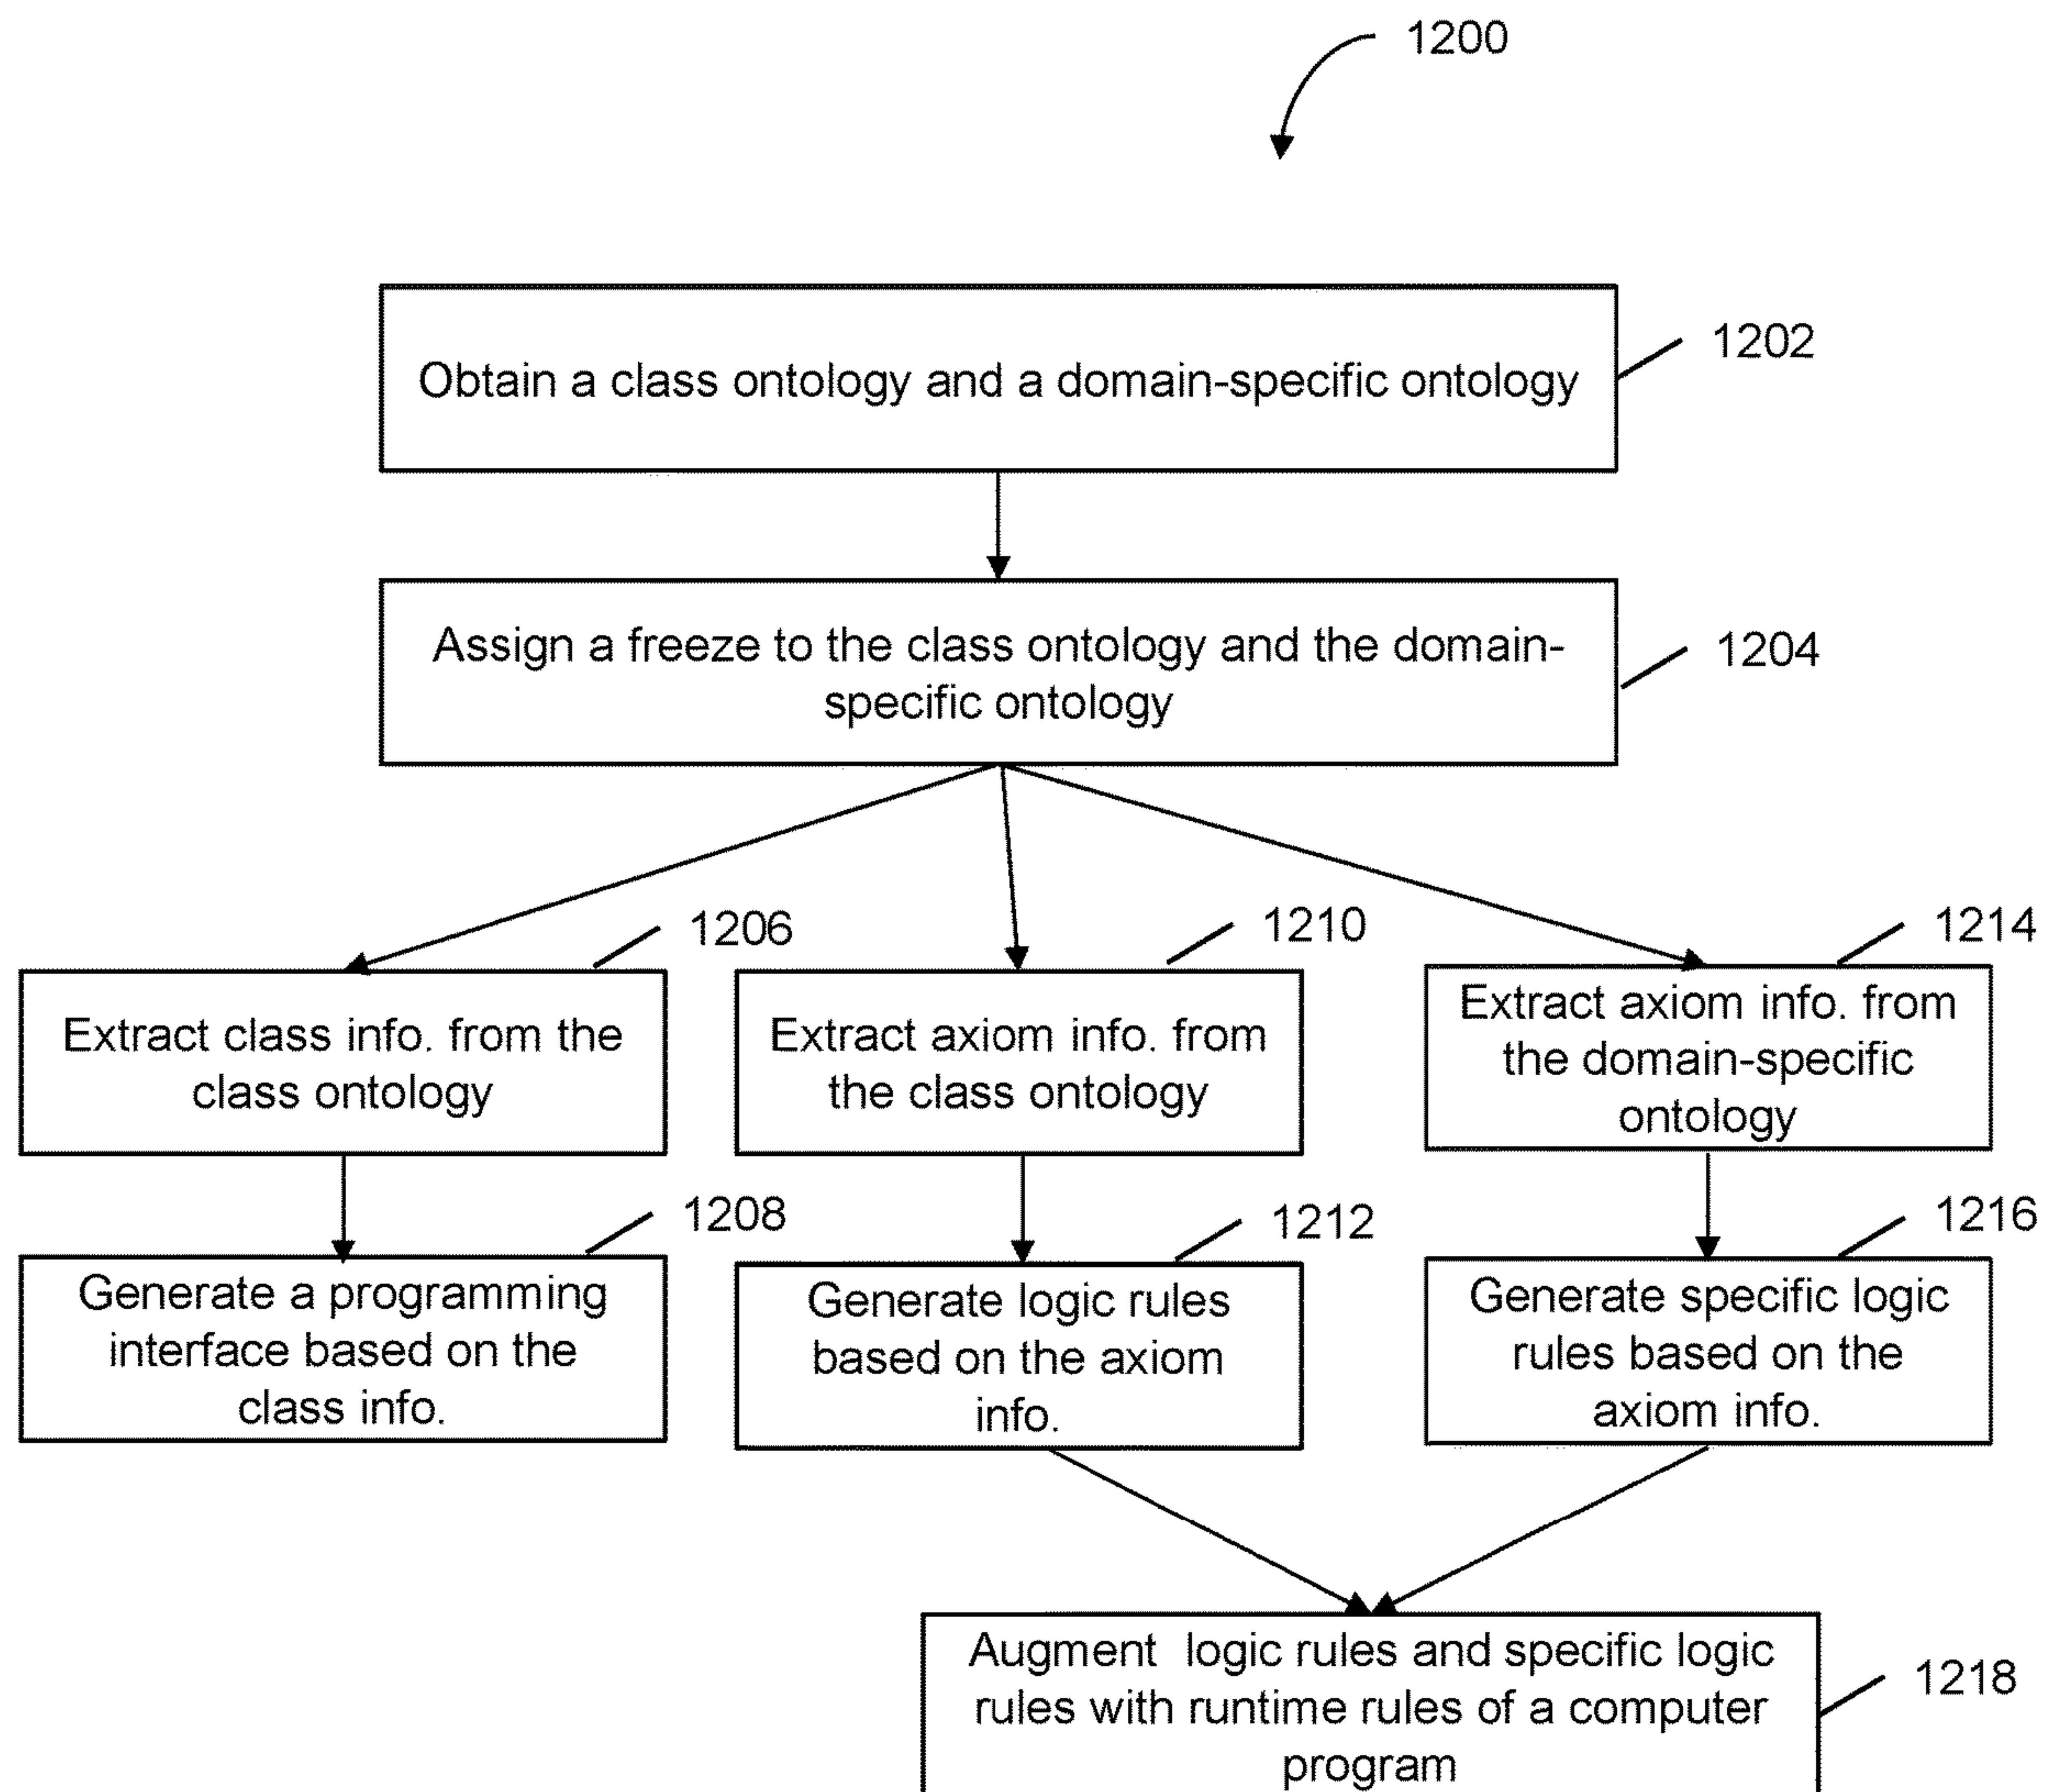 1200
Obtain a class ontology and a domain-specific ontology
1202
Assign a freeze to the class ontology and the domain-
specific ontology
1204
1206
Extract class info. from the
class ontology
1210
Extract axiom info. from
the class ontology
1214
Extract axiom info. from
the domain-specific
ontology
1208
Generate a programming
interface based on the
class info.
1212
Generate logic rules
based on the axiom
info.
1216
Generate specific logic
rules based on the
axiom info.
Augment logic rules and specific logic
rules with runtime rules of a computer
program
1218